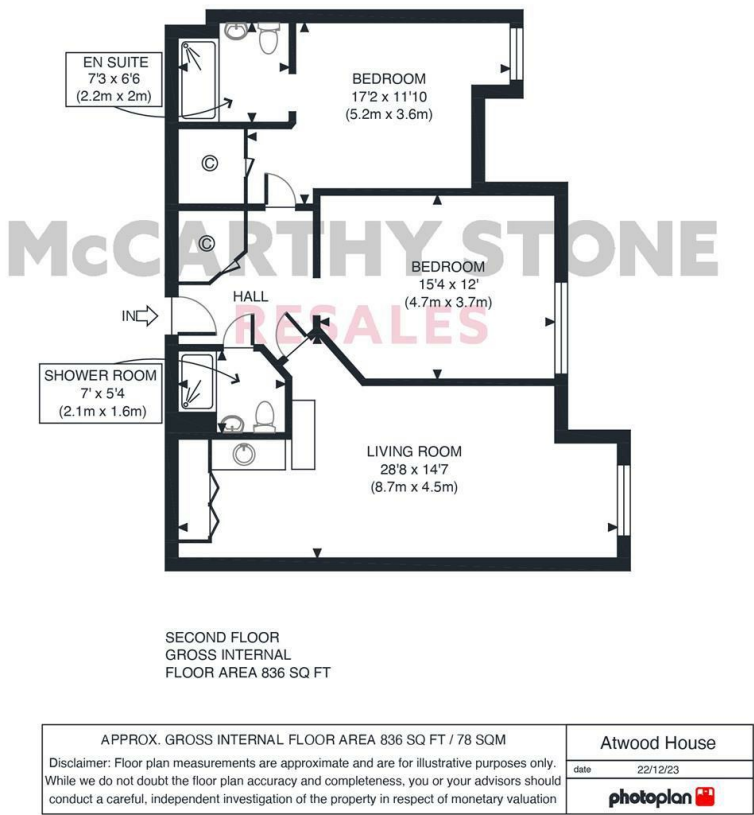 EN SUITE
7'3 x 6'6
(2.2m x 2m)
BEDROOM
17'2 x 11'10
(5.2m x 3.6m)
C
C
McCARTHY STONE
RESALES
BEDROOM
15'4 x 12'
(4.7m x 3.7m)
HALL
IN
SHOWER ROOM
7' x 5'4
(2.1m x 1.6m)
LIVING ROOM
28'8 x 14'7
(8.7m x 4.5m)
SECOND FLOOR
GROSS INTERNAL
FLOOR AREA 836 SQ FT
APPROX. GROSS INTERNAL FLOOR AREA 836 SQ FT / 78 SQM
Disclaimer: Floor plan measurements are approximate and are for illustrative purposes only.
While we do not doubt the floor plan accuracy and completeness, you or your advisors should
conduct a careful, independent investigation of the property in respect of monetary valuation
Atwood House
date 22/12/23
photoplan